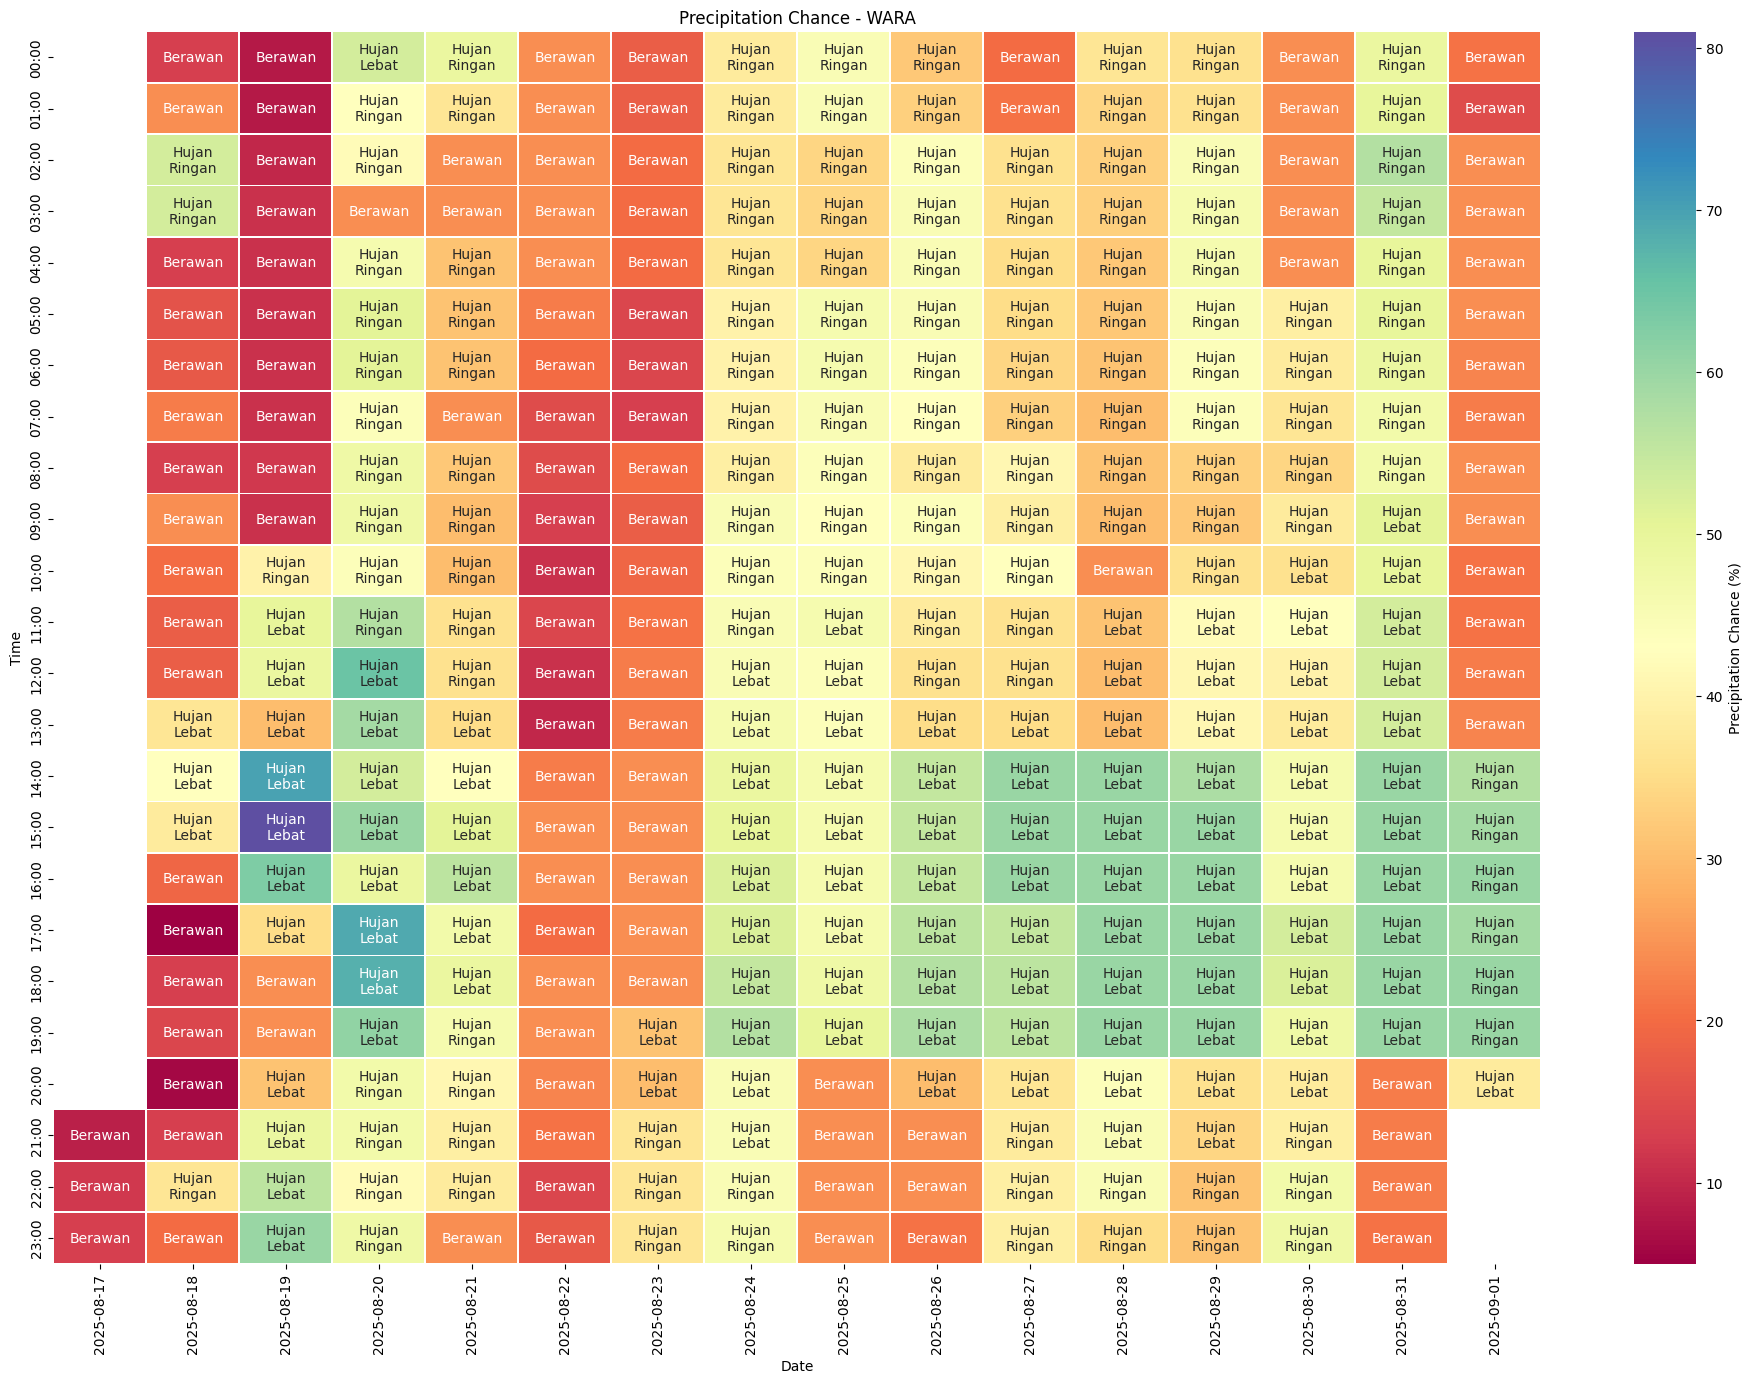 Precipitation Chance - WARA
00:00 Berawan Berawan Hujan Lebat Hujan Ringan Berawan Berawan Hujan Ringan Hujan Ringan Hujan Ringan Berawan Hujan Ringan Hujan Ringan Berawan Hujan Ringan Berawan
01:00 Berawan Berawan Hujan Ringan Hujan Ringan Berawan Berawan Hujan Ringan Hujan Ringan Hujan Ringan Berawan Hujan Ringan Hujan Ringan Berawan Hujan Ringan Berawan
02:00 Hujan Ringan Berawan Hujan Ringan Berawan Berawan Berawan Hujan Ringan Hujan Ringan Hujan Ringan Hujan Ringan Hujan Ringan Hujan Ringan Berawan Hujan Ringan Berawan
03:00 Hujan Ringan Berawan Berawan Berawan Berawan Berawan Hujan Ringan Hujan Ringan Hujan Ringan Hujan Ringan Hujan Ringan Hujan Ringan Berawan Hujan Ringan Berawan
04:00 Berawan Berawan Hujan Ringan Hujan Ringan Berawan Berawan Hujan Ringan Hujan Ringan Hujan Ringan Hujan Ringan Hujan Ringan Hujan Ringan Berawan Hujan Ringan Berawan
05:00 Berawan Berawan Hujan Ringan Hujan Ringan Berawan Berawan Hujan Ringan Hujan Ringan Hujan Ringan Hujan Ringan Hujan Ringan Hujan Ringan Hujan Ringan Hujan Ringan Berawan
06:00 Berawan Berawan Hujan Ringan Hujan Ringan Berawan Berawan Hujan Ringan Hujan Ringan Hujan Ringan Hujan Ringan Hujan Ringan Hujan Ringan Hujan Ringan Hujan Ringan Berawan
07:00 Berawan Berawan Hujan Ringan Berawan Berawan Berawan Hujan Ringan Hujan Ringan Hujan Ringan Hujan Ringan Hujan Ringan Hujan Ringan Hujan Ringan Hujan Ringan Berawan
08:00 Berawan Berawan Hujan Ringan Hujan Ringan Berawan Berawan Hujan Ringan Hujan Ringan Hujan Ringan Hujan Ringan Hujan Ringan Hujan Ringan Hujan Ringan Hujan Ringan Berawan
09:00 Berawan Berawan Hujan Ringan Hujan Ringan Berawan Berawan Hujan Ringan Hujan Ringan Hujan Ringan Hujan Ringan Hujan Ringan Hujan Ringan Hujan Ringan Hujan Lebat Berawan
10:00 Berawan Hujan Ringan Hujan Ringan Hujan Ringan Berawan Berawan Hujan Ringan Hujan Ringan Hujan Ringan Hujan Ringan Berawan Hujan Ringan Hujan Lebat Hujan Lebat Berawan
11:00 Berawan Hujan Lebat Hujan Ringan Hujan Ringan Berawan Berawan Hujan Ringan Hujan Lebat Hujan Ringan Hujan Ringan Hujan Lebat Hujan Lebat Hujan Lebat Hujan Lebat Berawan
12:00 Berawan Hujan Lebat Hujan Lebat Hujan Ringan Berawan Berawan Hujan Lebat Hujan Lebat Hujan Ringan Hujan Ringan Hujan Lebat Hujan Lebat Hujan Lebat Hujan Lebat Berawan
13:00 Hujan Lebat Hujan Lebat Hujan Lebat Hujan Lebat Berawan Berawan Hujan Lebat Hujan Lebat Hujan Lebat Hujan Lebat Hujan Lebat Hujan Lebat Hujan Lebat Hujan Lebat Berawan
14:00 Hujan Lebat Hujan Lebat Hujan Lebat Hujan Lebat Berawan Berawan Hujan Lebat Hujan Lebat Hujan Lebat Hujan Lebat Hujan Lebat Hujan Lebat Hujan Lebat Hujan Lebat Hujan Ringan
15:00 Hujan Lebat Hujan Lebat Hujan Lebat Hujan Lebat Berawan Berawan Hujan Lebat Hujan Lebat Hujan Lebat Hujan Lebat Hujan Lebat Hujan Lebat Hujan Lebat Hujan Lebat Hujan Ringan
16:00 Berawan Hujan Lebat Hujan Lebat Hujan Lebat Berawan Berawan Hujan Lebat Hujan Lebat Hujan Lebat Hujan Lebat Hujan Lebat Hujan Lebat Hujan Lebat Hujan Lebat Hujan Ringan
17:00 Berawan Hujan Lebat Hujan Lebat Hujan Lebat Berawan Berawan Hujan Lebat Hujan Lebat Hujan Lebat Hujan Lebat Hujan Lebat Hujan Lebat Hujan Lebat Hujan Lebat Hujan Ringan
18:00 Berawan Berawan Hujan Lebat Hujan Lebat Berawan Berawan Hujan Lebat Hujan Lebat Hujan Lebat Hujan Lebat Hujan Lebat Hujan Lebat Hujan Lebat Hujan Lebat Hujan Ringan
19:00 Berawan Berawan Hujan Lebat Hujan Ringan Berawan Hujan Lebat Hujan Lebat Hujan Lebat Hujan Lebat Hujan Lebat Hujan Lebat Hujan Lebat Hujan Lebat Hujan Lebat Hujan Ringan
20:00 Berawan Hujan Lebat Hujan Ringan Hujan Ringan Berawan Hujan Lebat Hujan Lebat Berawan Hujan Lebat Hujan Lebat Hujan Lebat Hujan Lebat Hujan Lebat Berawan Hujan Lebat
21:00 Berawan Berawan Hujan Lebat Hujan Ringan Hujan Ringan Berawan Hujan Ringan Hujan Lebat Berawan Berawan Hujan Ringan Hujan Lebat Hujan Lebat Hujan Ringan Berawan
22:00 Berawan Hujan Ringan Hujan Lebat Hujan Ringan Hujan Ringan Berawan Hujan Ringan Hujan Ringan Berawan Berawan Hujan Ringan Hujan Ringan Hujan Ringan Hujan Ringan Berawan
23:00 Berawan Berawan Hujan Lebat Hujan Ringan Berawan Berawan Hujan Ringan Hujan Ringan Berawan Berawan Hujan Ringan Hujan Ringan Hujan Ringan Hujan Ringan Berawan
Time
2025-08-17 2025-08-18 2025-08-19 2025-08-20 2025-08-21 2025-08-22 2025-08-23 2025-08-24 2025-08-25 2025-08-26 2025-08-27 2025-08-28 2025-08-29 2025-08-30 2025-08-31 2025-09-01
Date
80
70
60
50
40
30
20
10
Precipitation Chance (%)